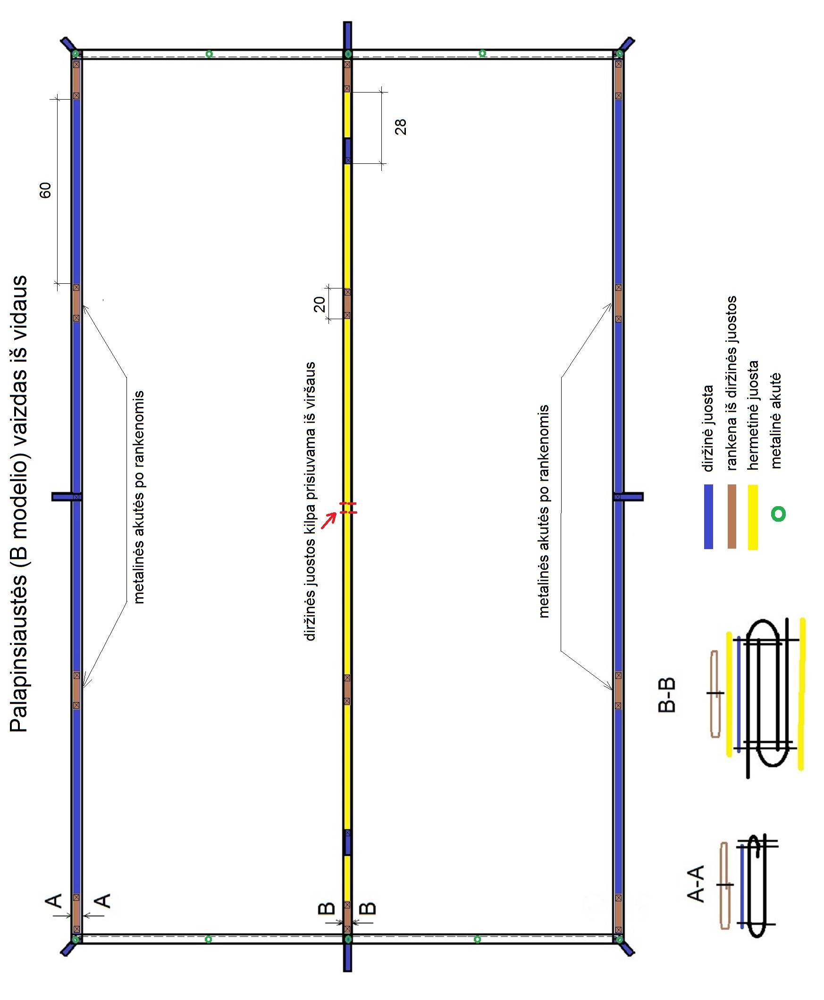 Palapinsiaustės (B modelio) vaizdas iš vidaus
60
metalinės akutės po rankenomis
28
20
diržinės juostos kilpa prisiuvama iš viršaus
metalinės akutės po rankenomis
A
A
B
B
A-A
B-B
diržinė juosta
rankena iš diržinės juostos
hermetinė juosta
metalinė akutė